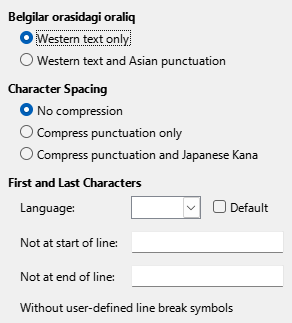 Belgilar orasidagi oraliq
Western text only
Western text and Asian punctuation
Character Spacing
No compression
Compress punctuation only
Compress punctuation and Japanese Kana
First and Last Characters
Language:
Default
Not at start of line:
Not at end of line:
Without user-defined line break symbols